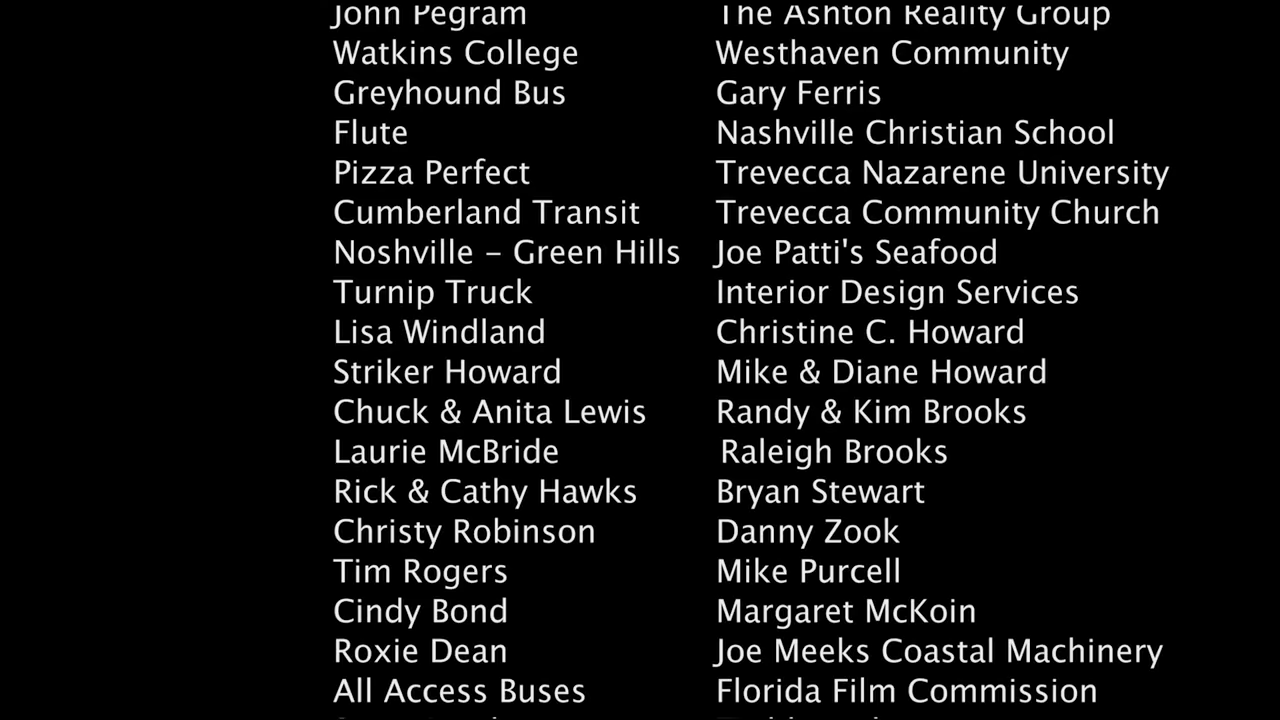 John Pegram
Watkins College
Greyhound Bus
Flute
Pizza Perfect
Cumberland Transit
Noshville – Green Hills
Turnip Truck
Lisa Windland
Striker Howard
Chuck & Anita Lewis
Laurie McBride
Rick & Cathy Hawks
Christy Robinson
Tim Rogers
Cindy Bond
Roxie Dean
All Access Buses
The Ashton Reality Group
Westhaven Community
Gary Ferris
Nashville Christian School
Trevecca Nazarene University
Trevecca Community Church
Joe Patti's Seafood
Interior Design Services
Christine C. Howard
Mike & Diane Howard
Randy & Kim Brooks
Raleigh Brooks
Bryan Stewart
Danny Zook
Mike Purcell
Margaret McKoin
Joe Meeks Coastal Machinery
Florida Film Commission